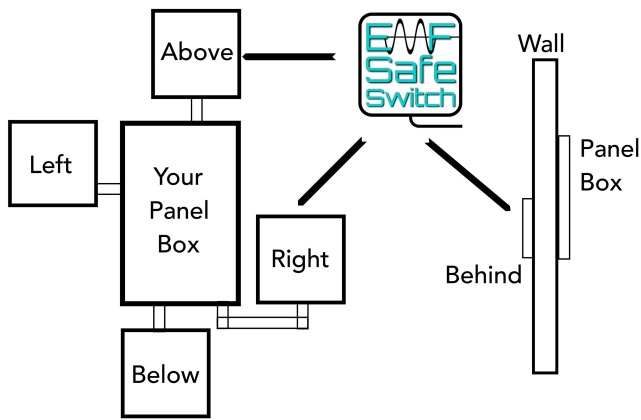 Above
EMF
Safe
Switch
Wall
Left
Your
Panel
Box
Panel
Box
Right
Behind
Below